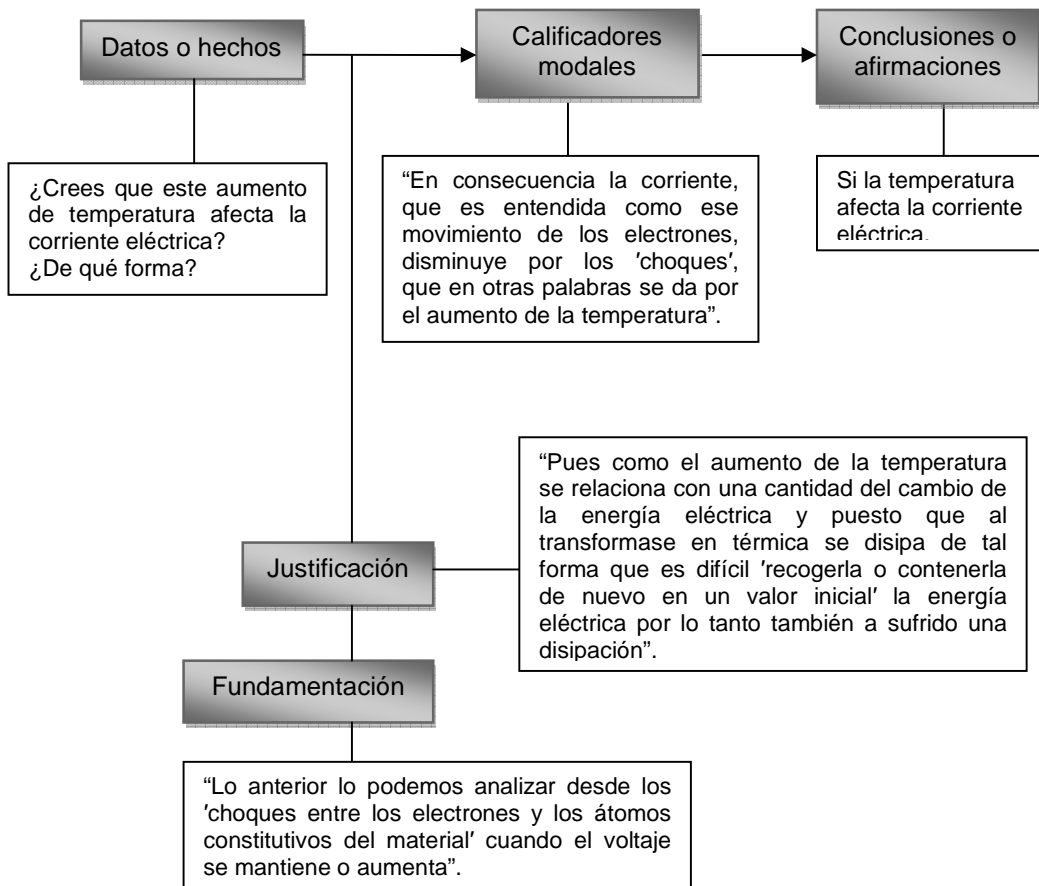 Datos o hechos
Calificadores
modales
Conclusiones o
afirmaciones
¿Crees que este aumento
de temperatura afecta la
corriente eléctrica?
¿De qué forma?
“En consecuencia la corriente,
que es entendida como ese
movimiento de los electrones,
disminuye por los ′choques′,
que en otras palabras se da por
el aumento de la temperatura”.
Si la temperatura
afecta la corriente
eléctrica.
“Pues como el aumento de la temperatura
se relaciona con una cantidad del cambio de
la energía eléctrica y puesto que al
transformase en térmica se disipa de tal
forma que es difícil ′recogerla o contenerla
de nuevo en un valor inicial′ la energía
eléctrica por lo tanto también a sufrido una
disipación”.
Justificación
Fundamentación
“Lo anterior lo podemos analizar desde los
′choques entre los electrones y los átomos
constitutivos del material′ cuando el voltaje
se mantiene o aumenta”.